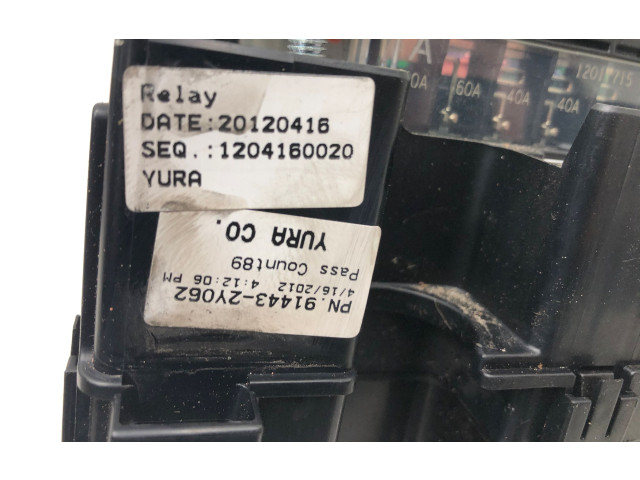 Relay
DATE:20120416
SEQ.:1204160020
YURA
PN.91443-2Y062
4/16/2012 4:12:06 PM
Pass Count89
YURA CO.
60A
40A
40A